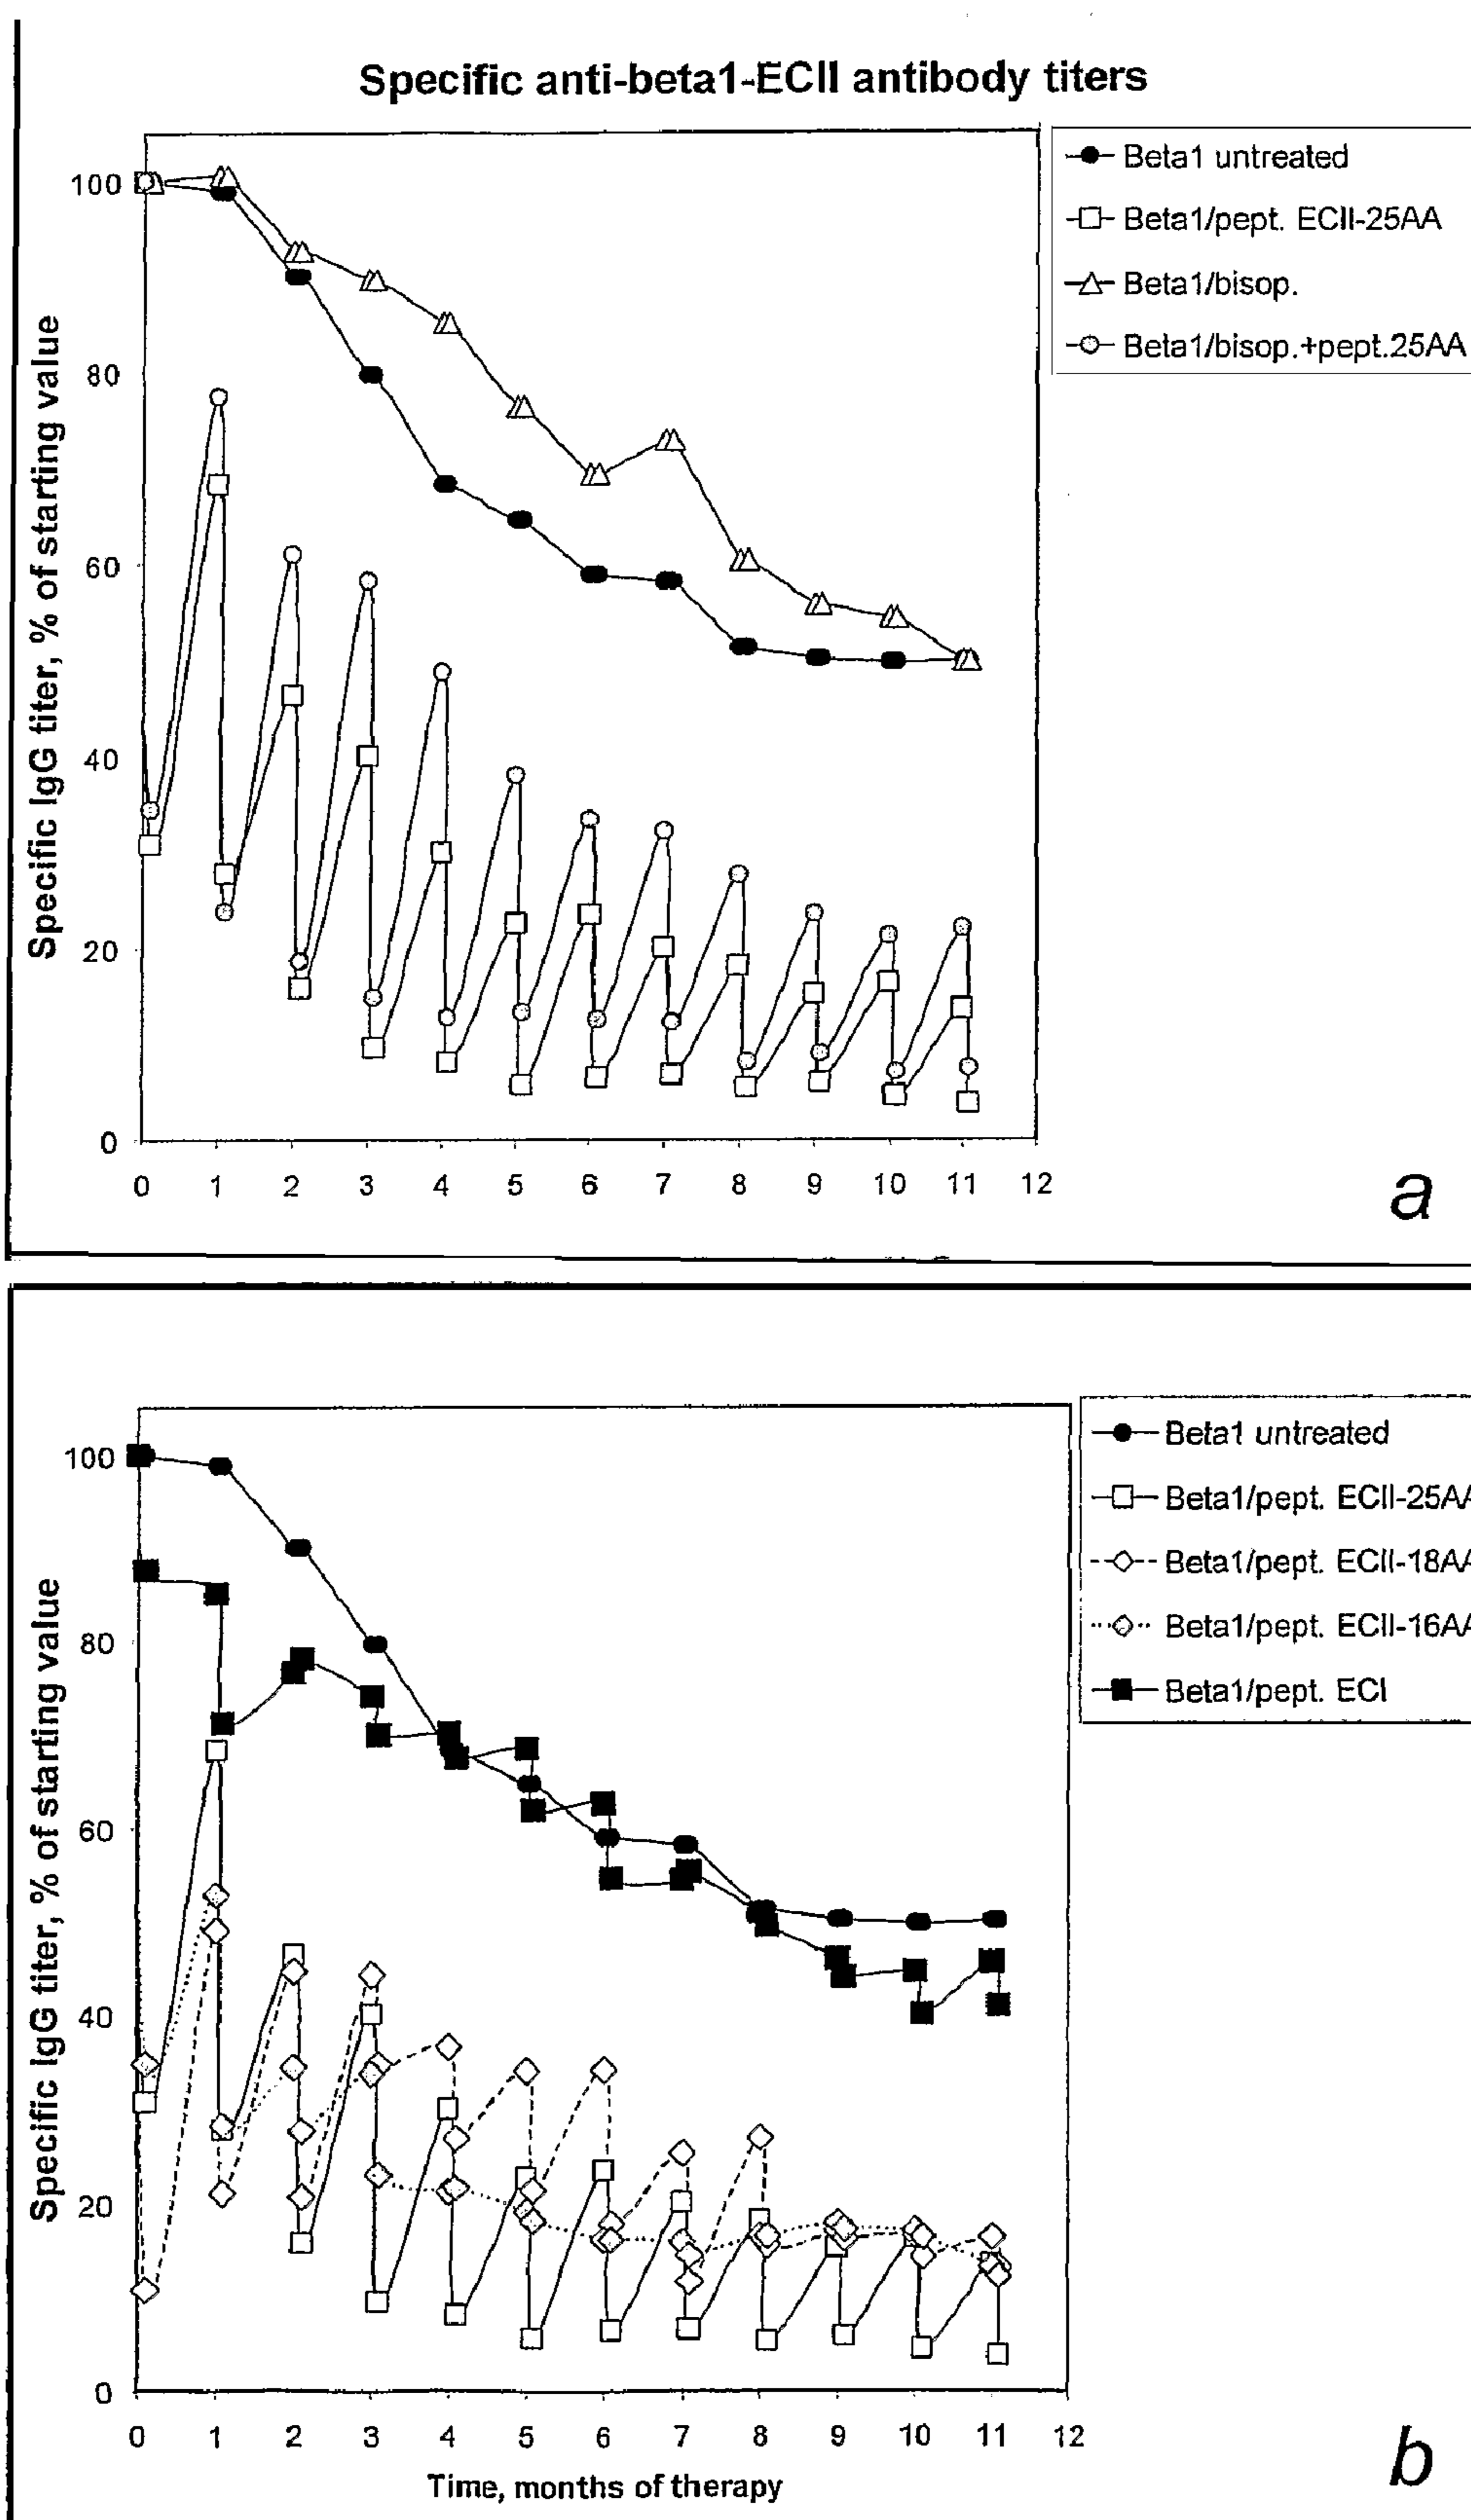 Specific anti-beta1-ECII antibody titers
Specific IgG titer, % of starting value
100
80
60
40
20
0
0 1 2 3 4 5 6 7 8 9 10 11 12
Beta1 untreated
Beta1/pept. ECII-25AA
Beta1/bisop.
Beta1/bisop.+pept.25AA
a
Specific IgG titer, % of starting value
100
80
60
40
20
0
0 1 2 3 4 5 6 7 8 9 10 11 12
Time, months of therapy
Beta1 untreated
Beta1/pept. ECII-25AA
Beta1/pept. ECII-18AA
Beta1/pept. ECII-16AA
Beta1/pept. ECI
b